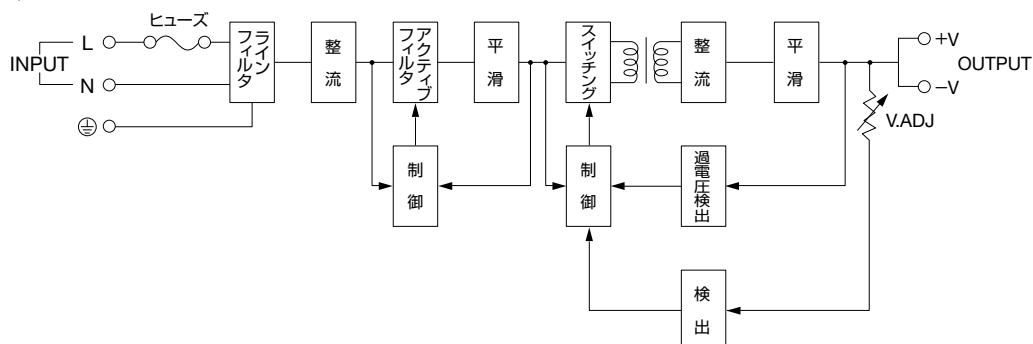 ヒューズ
INPUT
L
N
ライン
フィルタ
整流
アクティブ
フィルタ
平滑
スイッチング
整流
平滑
+V
−V
OUTPUT
V.ADJ
制御
制御
過電圧検出
検出